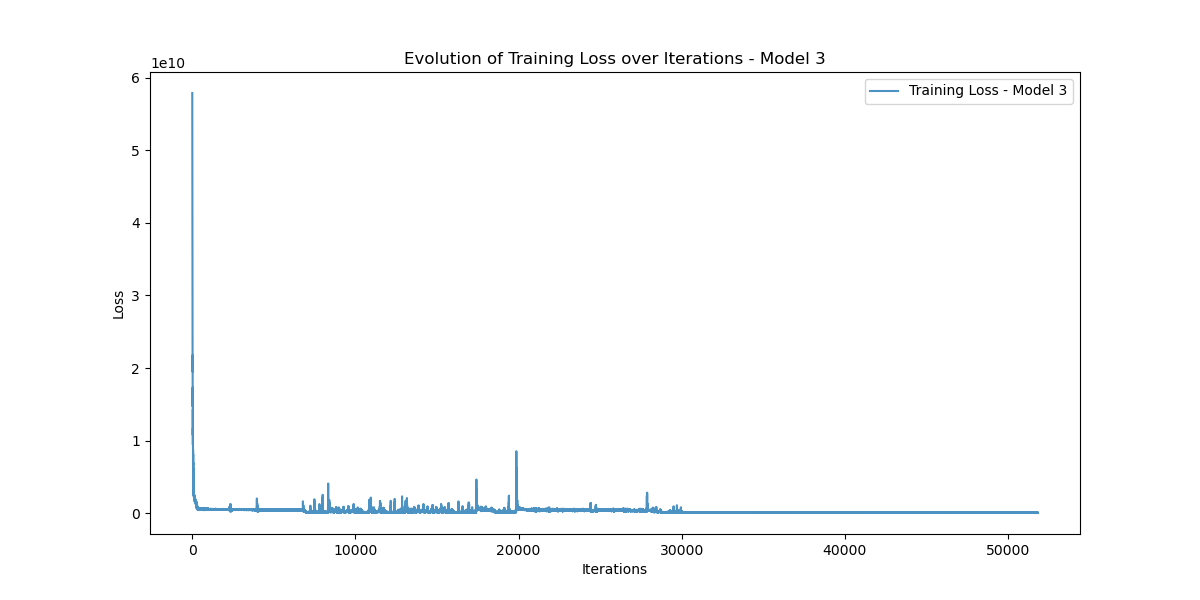 Evolution of Training Loss over Iterations - Model 3
1e10
Training Loss - Model 3
6
5
4
3
2
1
0
Loss
0 10000 20000 30000 40000 50000
Iterations